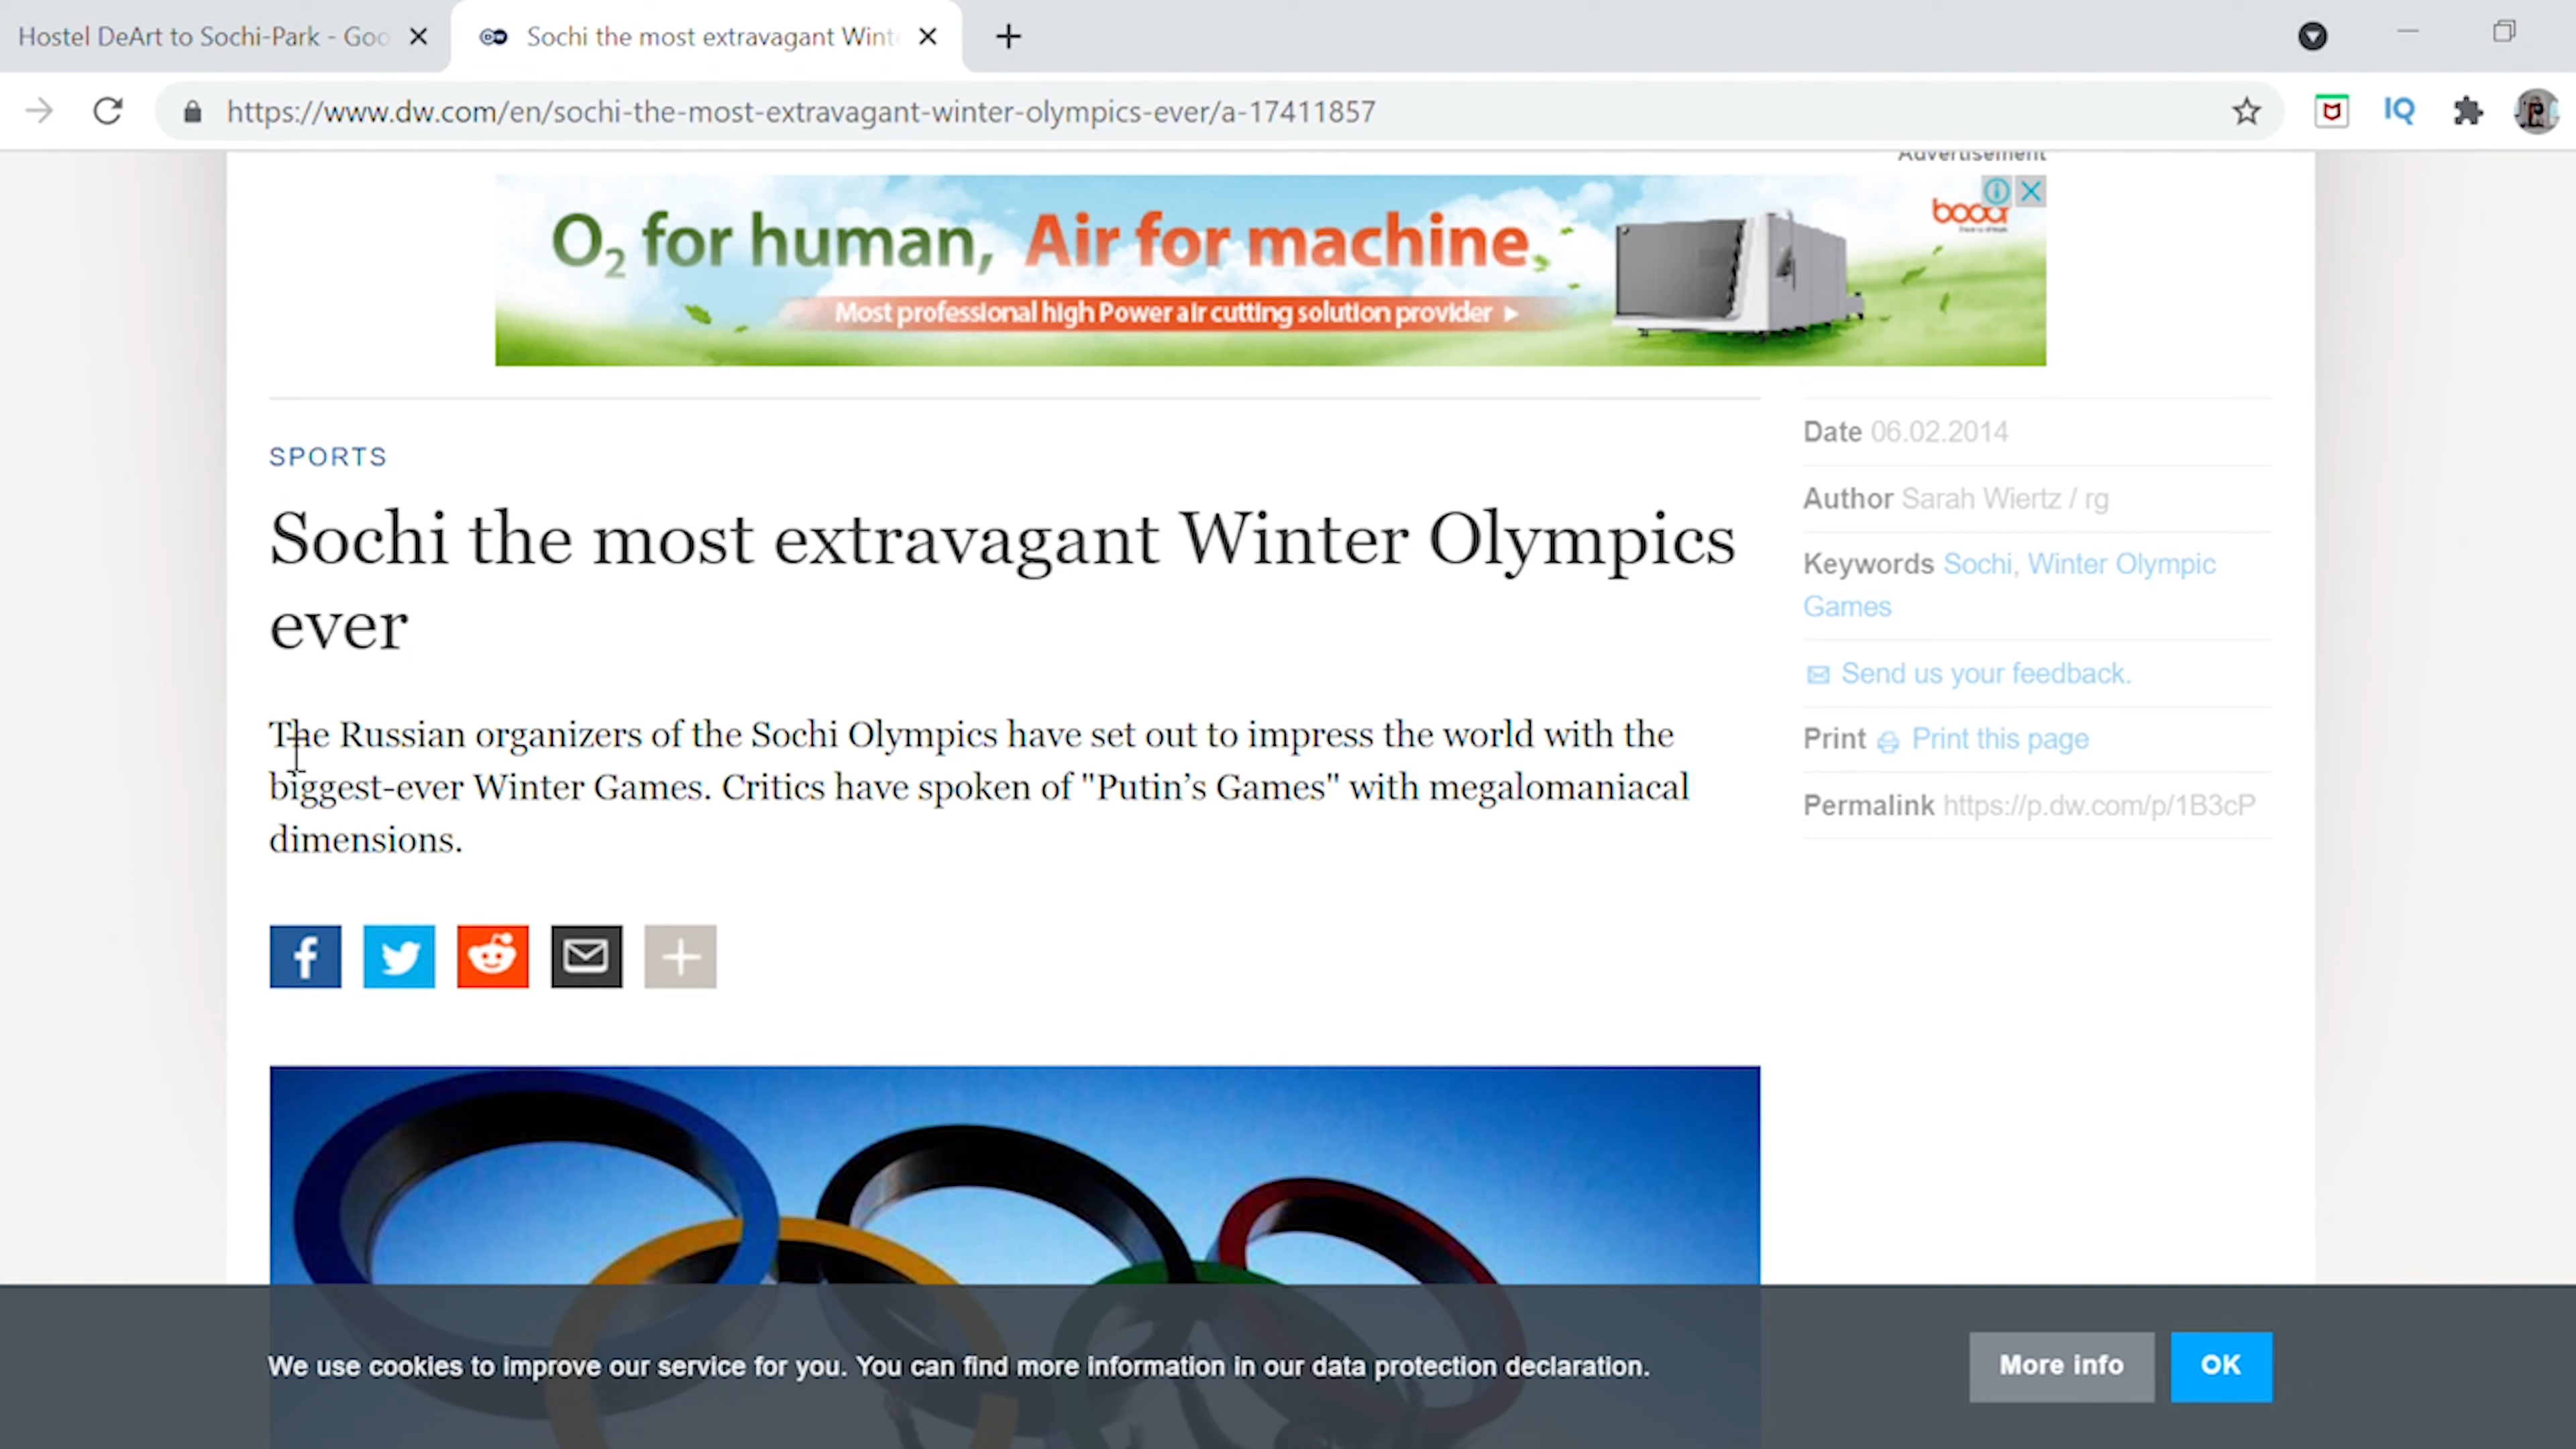 Hostel DeArt to Sochi-Park - Goo
Sochi the most extravagant Wint
https://www.dw.com/en/sochi-the-most-extravagant-winter-olympics-ever/a-17411857
IQ
Advertisement
O2 for human, Air for machine
Most professional high Power air cutting solution provider
SPORTS
Sochi the most extravagant Winter Olympics
ever
The Russian organizers of the Sochi Olympics have set out to impress the world with the
biggest-ever Winter Games. Critics have spoken of "Putin’s Games" with megalomaniacal
dimensions.
Date 06.02.2014
Author Sarah Wiertz / rg
Keywords Sochi, Winter Olympic
Games
Send us your feedback.
Print Print this page
Permalink https://p.dw.com/p/1B3cP
We use cookies to improve our service for you. You can find more information in our data protection declaration.
More info
OK